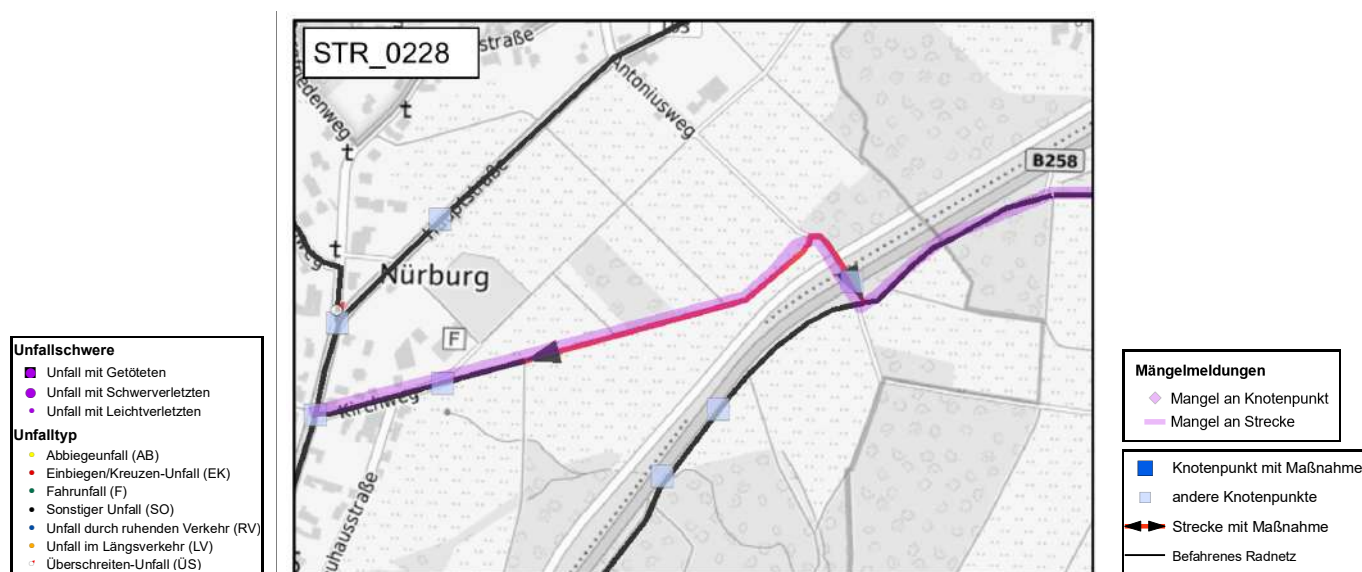 STR_0228
straße
L93
Antoniusweg
B258
Hauptstraße
Nürburg
F
Kirchweg
Unfallschwere
Unfall mit Getöteten
Unfall mit Schwerverletzten
Unfall mit Leichtverletzten
Unfalltyp
Abbiegeunfall (AB)
Einbiegen/Kreuzen-Unfall (EK)
Fahrunfall (F)
Sonstiger Unfall (SO)
Unfall durch ruhenden Verkehr (RV)
Unfall im Längsverkehr (LV)
Überschreiten-Unfall (ÜS)
Mängelmeldungen
Mangel an Knotenpunkt
Mangel an Strecke
Knotenpunkt mit Maßnahme
andere Knotenpunkte
Strecke mit Maßnahme
Befahrenes Radnetz